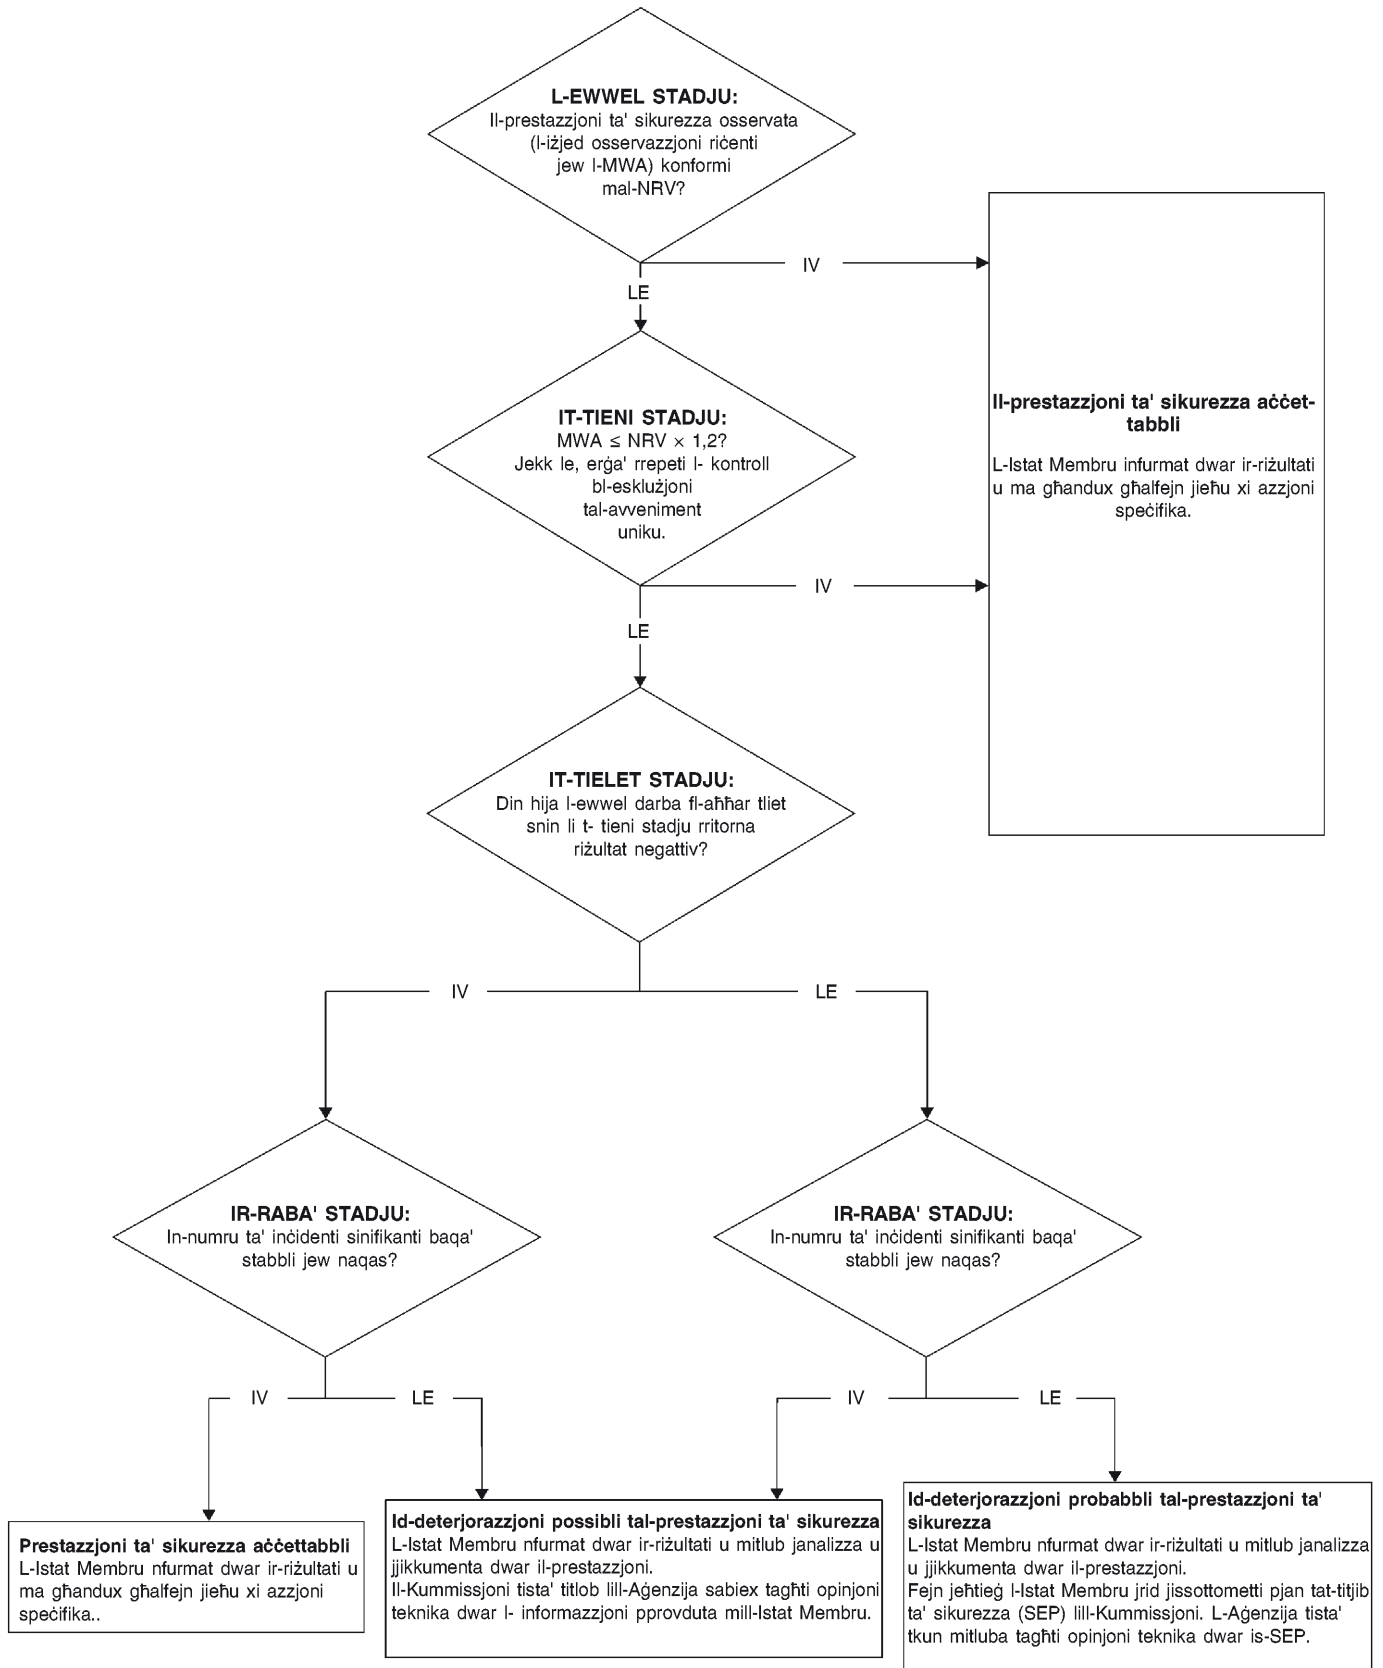 L-EWWEL STADJU:
Il-prestazzjoni ta' sikurezza osservata
(l-iżjed osservazzjoni riċenti
jew l-MWA) konformi
mal-NRV?
IV
LE
IT-TIENI STADJU:
MWA ≤ NRV × 1,2?
Jekk le, erġa' rrepeti l- kontroll
bl-esklużjoni
tal-avveniment
uniku.
Il-prestazzjoni ta' sikurezza aċċet-
tabbli
L-Istat Membru infurmat dwar ir-riżultati
u ma għandux għalfejn jieħu xi azzjoni
speċifika.
IV
LE
IT-TIELET STADJU:
Din hija l-ewwel darba fl-aħħar tliet
snin li t- tieni stadju rritorna
riżultat negattiv?
IV
LE
IR-RABA' STADJU:
In-numru ta' inċidenti sinifikanti baqa'
stabbli jew naqas?
IR-RABA' STADJU:
In-numru ta' inċidenti sinifikanti baqa'
stabbli jew naqas?
IV
LE
IV
LE
Prestazzjoni ta' sikurezza aċċettabbli
L-Istat Membru nfurmat dwar ir-riżultati u
ma għandux għalfejn jieħu xi azzjoni
speċifika..
Id-deterjorazzjoni possibli tal-prestazzjoni ta' sikurezza
L-Istat Membru nfurmat dwar ir-riżultati u mitlub janalizza u
jjikkumenta dwar il-prestazzjoni.
Il-Kummissjoni tista' titlob lill-Aġenzija sabiex tagħti opinjoni
teknika dwar l- informazzjoni pprovduta mill-Istat Membru.
Id-deterjorazzjoni probabbli tal-prestazzjoni ta'
sikurezza
L-Istat Membru nfurmat dwar ir-riżultati u mitlub janalizza
u jjikkumenta dwar il-prestazzjoni.
Fejn jeħtieġ l-Istat Membru jrid jissottometti pjan tat-titjib
ta' sikurezza (SEP) lill-Kummissjoni. L-Aġenzija tista'
tkun mitluba tagħti opinjoni teknika dwar is-SEP.